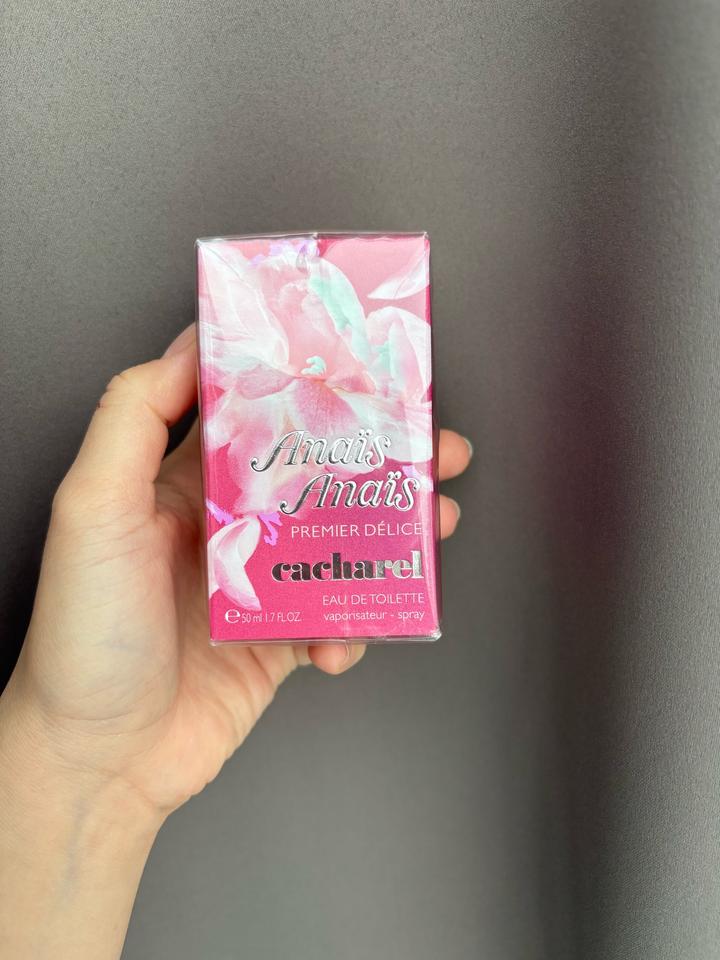 Anaïs
Anaïs
PREMIER DÉLICE
cacharel
EAU DE TOILETTE
℮ 50 ml 1.7 FL.OZ. vaporisateur - spray